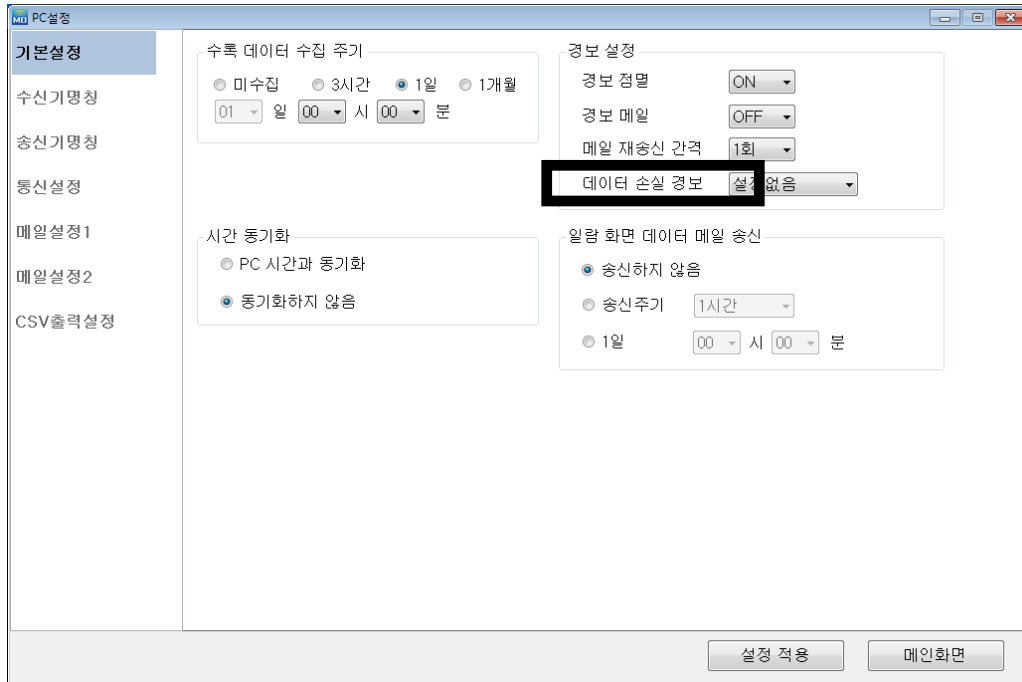 MD PC설정
기본설정
수신기명칭
송신기명칭
통신설정
메일설정1
메일설정2
CSV출력설정
수록 데이터 수집 주기
미수집 3시간 1일 1개월
01 일 00 시 00 분
시간 동기화
PC 시간과 동기화
동기화하지 않음
경보 설정
경보 점멸 ON
경보 메일 OFF
메일 재송신 간격 1회
데이터 손실 경보 설정없음
일람 화면 데이터 메일 송신
송신하지 않음
송신주기 1시간
1일 00 시 00 분
설정 적용 메인화면